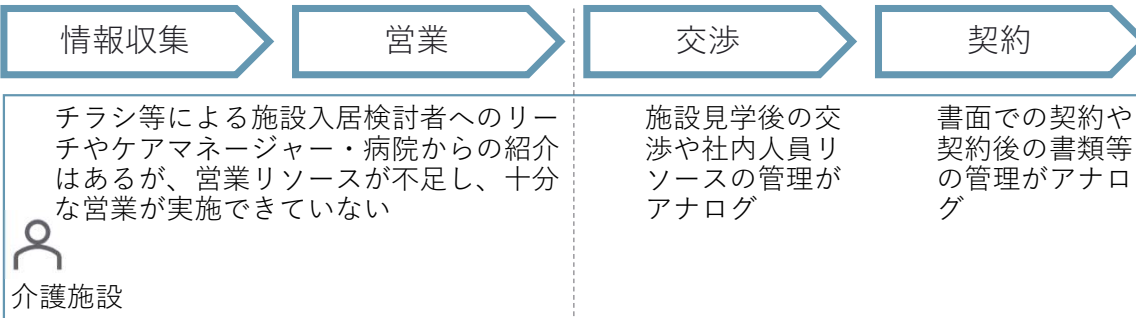 情報収集
営業
交渉
契約
チラシ等による施設入居検討者へのリー
チやケアマネージャー・病院からの紹介
はあるが、営業リソースが不足し、十分
な営業が実施できていない
施設見学後の交
渉や社内人員リ
ソースの管理が
アナログ
書面での契約や
契約後の書類等
の管理がアナロ
グ
介護施設